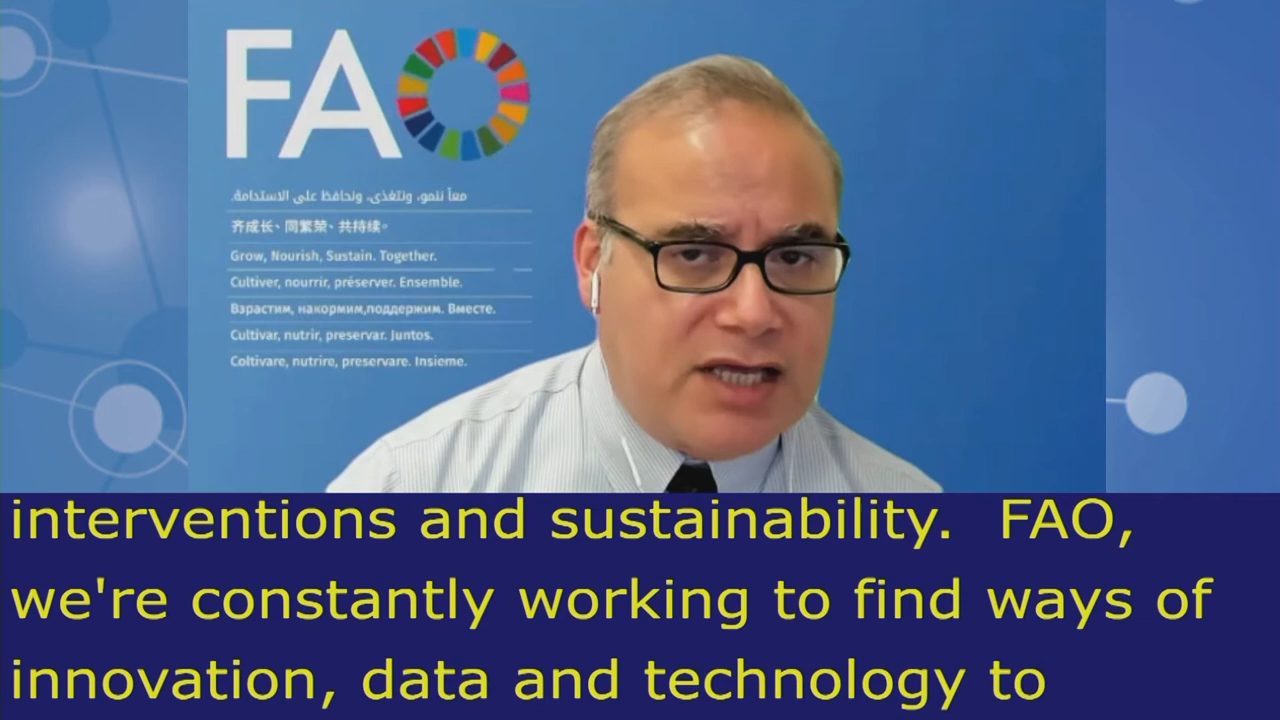 FAO
معاً ننمو، ونتغذى، ونحافظ على الاستدامة.
齐成长、同繁荣、共持续。
Grow, Nourish, Sustain. Together.
Cultiver, nourrir, préserver. Ensemble.
Взрастим, накормим,поддержим. Вместе.
Cultivar, nutrir, preservar. Juntos.
Coltivare, nutrire, preservare. Insieme.
interventions and sustainability.  FAO,
we're constantly working to find ways of
innovation, data and technology to